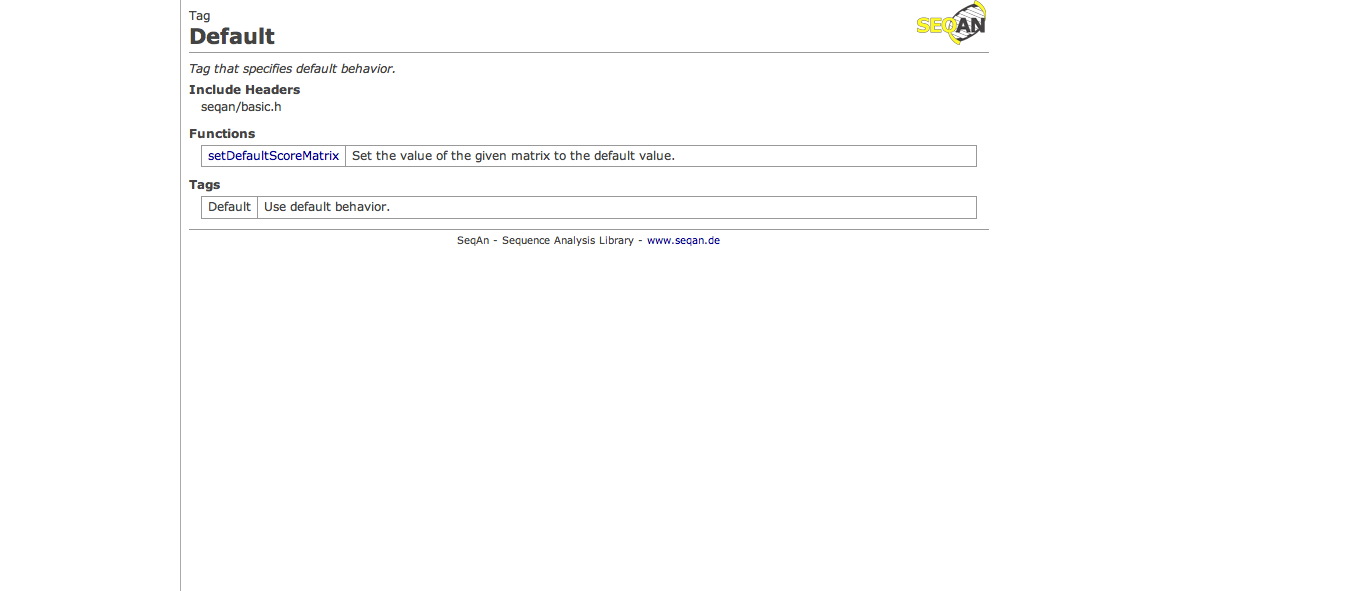 Tag
SEQAN
Default
Tag that specifies default behavior.
Include Headers
seqan/basic.h
Functions
setDefaultScoreMatrix Set the value of the given matrix to the default value.
Tags
Default Use default behavior.
SeqAn - Sequence Analysis Library - www.seqan.de